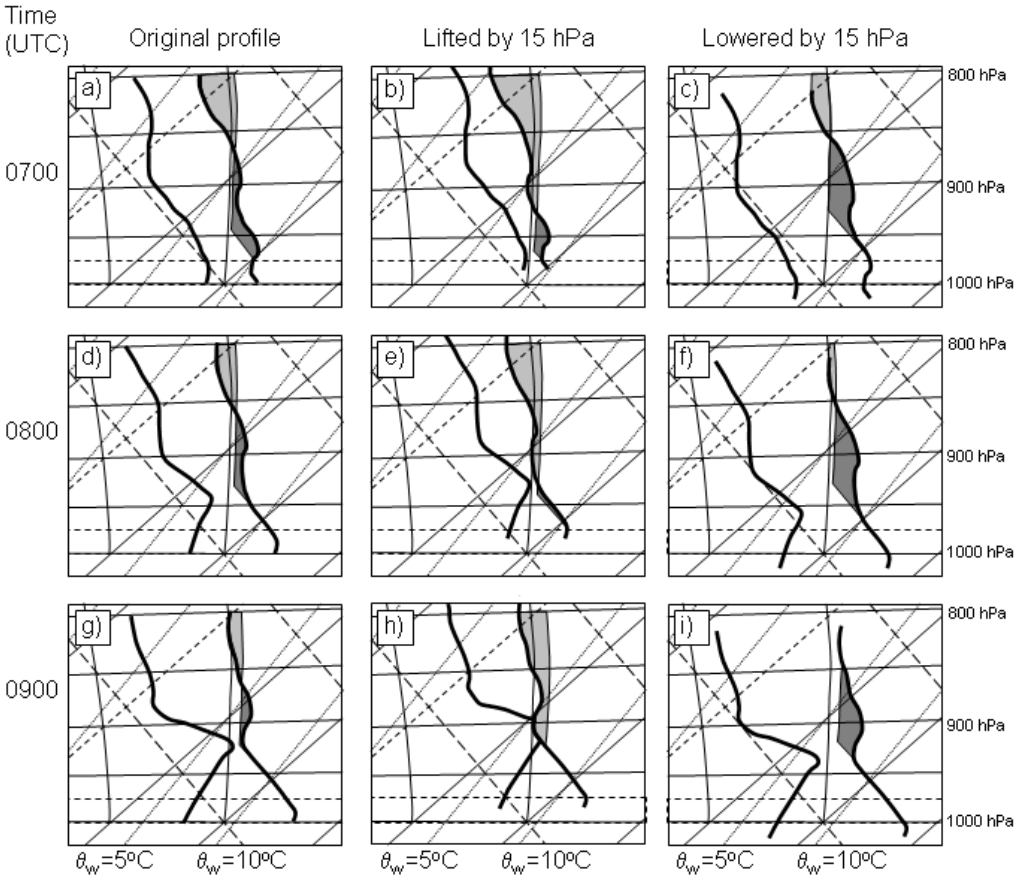 Time
(UTC)
Original profile
Lifted by 15 hPa
Lowered by 15 hPa
a)
b)
c)
800 hPa
0700
900 hPa
1000 hPa
d)
e)
f)
800 hPa
0800
900 hPa
1000 hPa
g)
h)
i)
800 hPa
0900
900 hPa
1000 hPa
θw=5ºC
θw=10ºC
θw=5ºC
θw=10ºC
θw=5ºC
θw=10ºC